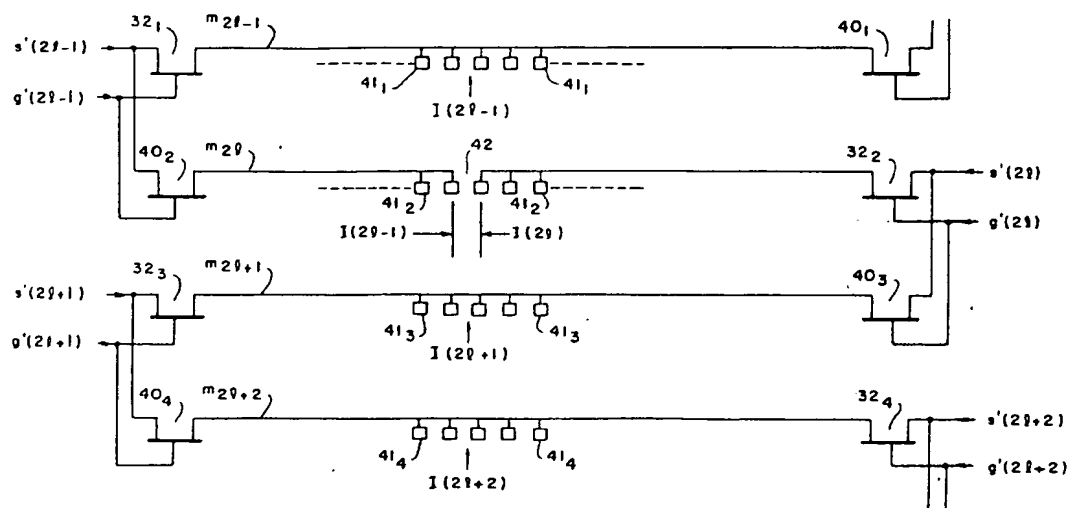 32₁ m₂ℓ₋₁ 40₁
s'(2ℓ-1)
41₁ 41₁
g'(2ℓ-1) I(2ℓ-1)
40₂ m₂ℓ 42 32₂
s'(2ℓ)
41₂ 41₂
g'(2ℓ)
I(2ℓ-1) I(2ℓ)
32₃ m₂ℓ₊₁ 40₃
s'(2ℓ+1)
41₃ 41₃
g'(2ℓ+1) I(2ℓ+1)
40₄ m₂ℓ₊₂ 32₄
s'(2ℓ+2)
41₄ 41₄
g'(2ℓ+2)
I(2ℓ+2)